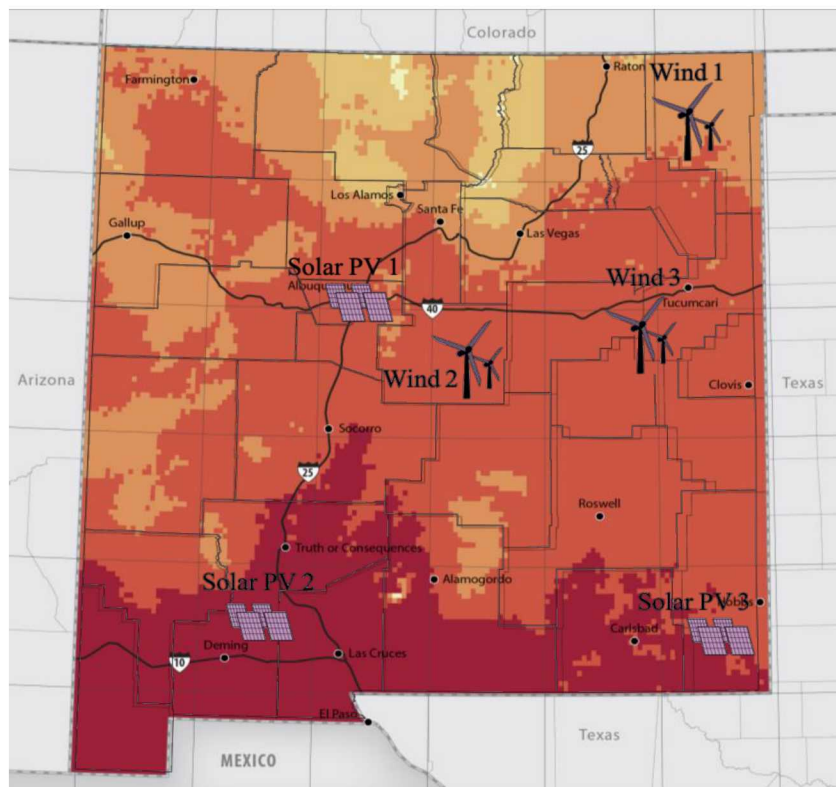 Colorado
Raton
Wind 1
Farmington
25
Los Alamos
Santa Fe
Gallup
Las Vegas
Solar PV 1
Wind 3
40
Tucumcari
Wind 2
Arizona
Clovis
Texas
Socorro
25
Roswell
Truth or Consequences
Solar PV 2
Alamogordo
Solar PV 3
Carlsbad
Deming
Las Cruces
10
El Paso
Texas
MEXICO